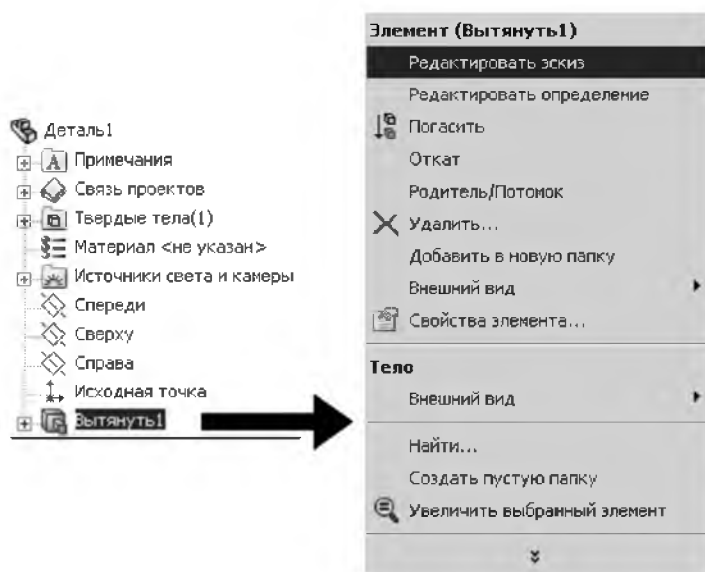 Деталь1
Примечания
Связь проектов
Твердые тела(1)
Материал <не указан>
Источники света и камеры
Спереди
Сверху
Справа
Исходная точка
Вытянуть1
Элемент (Вытянуть1)
Редактировать эскиз
Редактировать определение
Погасить
Откат
Родитель/Потомок
Удалить...
Добавить в новую папку
Внешний вид
Свойства элемента...
Тело
Внешний вид
Найти...
Создать пустую папку
Увеличить выбранный элемент